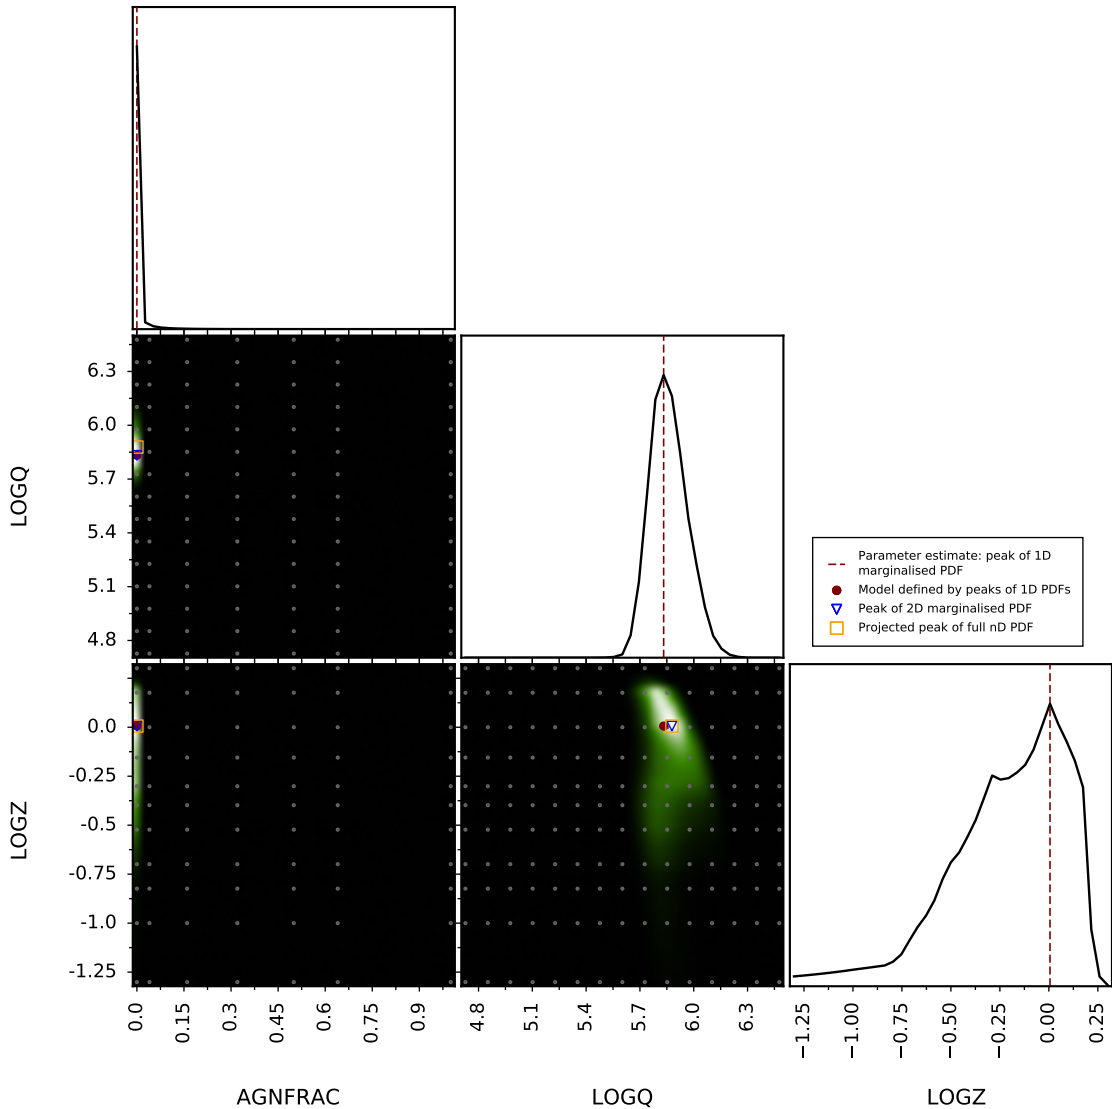 6.3
6.0
5.7
5.4
5.1
4.8
LOGQ
Parameter estimate: peak of 1D
marginalised PDF
Model defined by peaks of 1D PDFs
Peak of 2D marginalised PDF
Projected peak of full nD PDF
0.0
-0.25
-0.5
-0.75
-1.0
-1.25
LOGZ
0.0 0.15 0.3 0.45 0.6 0.75 0.9
4.8 5.1 5.4 5.7 6.0 6.3
−1.25 −1.00 −0.75 −0.50 −0.25 0.00 0.25
AGNFRAC LOGQ LOGZ